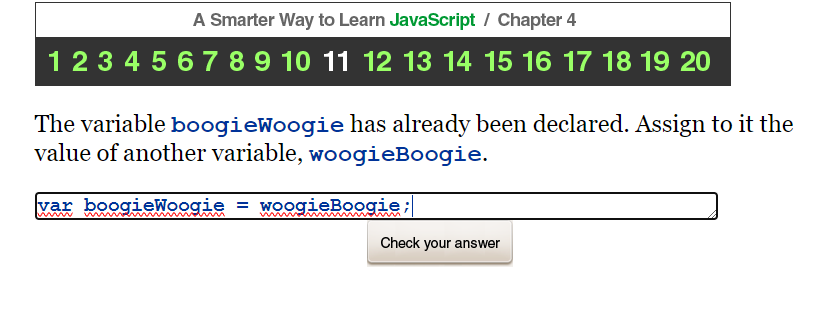 A Smarter Way to Learn JavaScript / Chapter 4
1 2 3 4 5 6 7 8 9 10 11 12 13 14 15 16 17 18 19 20
The variable boogieWoogie has already been declared. Assign to it the
value of another variable, woogieBoogie.
var boogieWoogie = woogieBoogie;
Check your answer